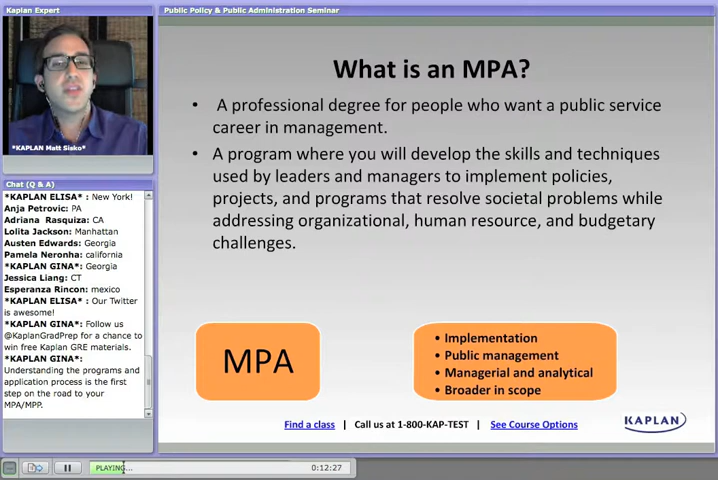 Kaplan Expert
Public Policy & Public Administration Seminar
*KAPLAN Matt Sisko*
Chat (Q & A)
*KAPLAN ELISA* : New York!
Anja Petrovic: PA
Adriana Rasquiza: CA
Lolita Jackson: Manhattan
Austen Edwards: Georgia
Pamela Neronha: california
*KAPLAN GINA*: Georgia
Jessica Liang: CT
Esperanza Rincon: mexico
*KAPLAN ELISA* : Our Twitter
is awesome!
*KAPLAN GINA*: Follow us
@KaplanGradPrep for a chance to
win free Kaplan GRE materials.
*KAPLAN GINA*:
Understanding the programs and
application process is the first
step on the road to your
MPA/MPP.
What is an MPA?
• A professional degree for people who want a public service
career in management.
• A program where you will develop the skills and techniques
used by leaders and managers to implement policies,
projects, and programs that resolve societal problems while
addressing organizational, human resource, and budgetary
challenges.
MPA
• Implementation
• Public management
• Managerial and analytical
• Broader in scope
Find a class | Call us at 1-800-KAP-TEST | See Course Options
KAPLAN
PLAYING...
0:12:27